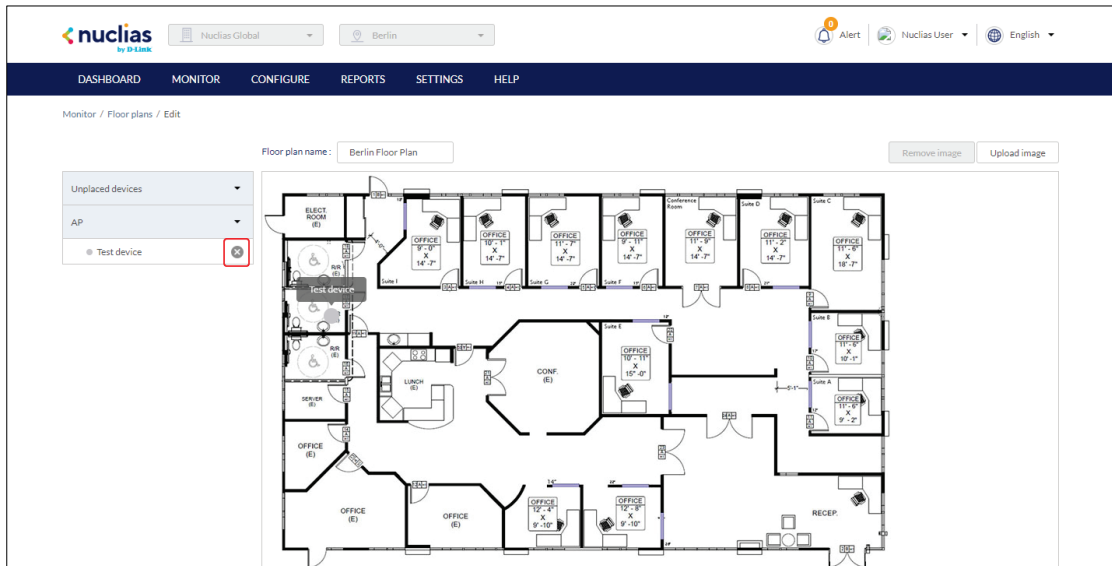 nuclias
by D-Link
Nuclias Global
Berlin
0
Alert
Nuclias User
English
DASHBOARD MONITOR CONFIGURE REPORTS SETTINGS HELP
Monitor / Floor plans / Edit
Floor plan name : Berlin Floor Plan
Remove image Upload image
Unplaced devices
AP
Test device
ELECT.
ROOM
(E)
OFFICE
9' - 0"
X
14' -7"
Suite I
OFFICE
10' - 1"
X
14' -7"
Suite H
OFFICE
11' - 7"
X
14' -7"
Suite G
OFFICE
9' - 11"
X
14' -7"
Suite F
Conference
Room
OFFICE
11' - 9"
X
14' -7"
Suite D
OFFICE
11' - 2"
X
14' -7"
Suite C
OFFICE
11' - 6"
X
18' -7"
R/R
(E)
Test device
R/R
(E)
SERVER
(E)
LUNCH
(E)
CONF.
(E)
Suite E
OFFICE
10' - 11"
X
15" -0"
Suite B
OFFICE
11' - 6"
X
10' -1"
Suite A
OFFICE
11' - 6"
X
9' - 2"
5'-1"
OFFICE
(E)
OFFICE
(E)
OFFICE
(E)
14"
OFFICE
12' - 4"
X
9' -10"
OFFICE
12' - 8"
X
9' -10"
RECEP.